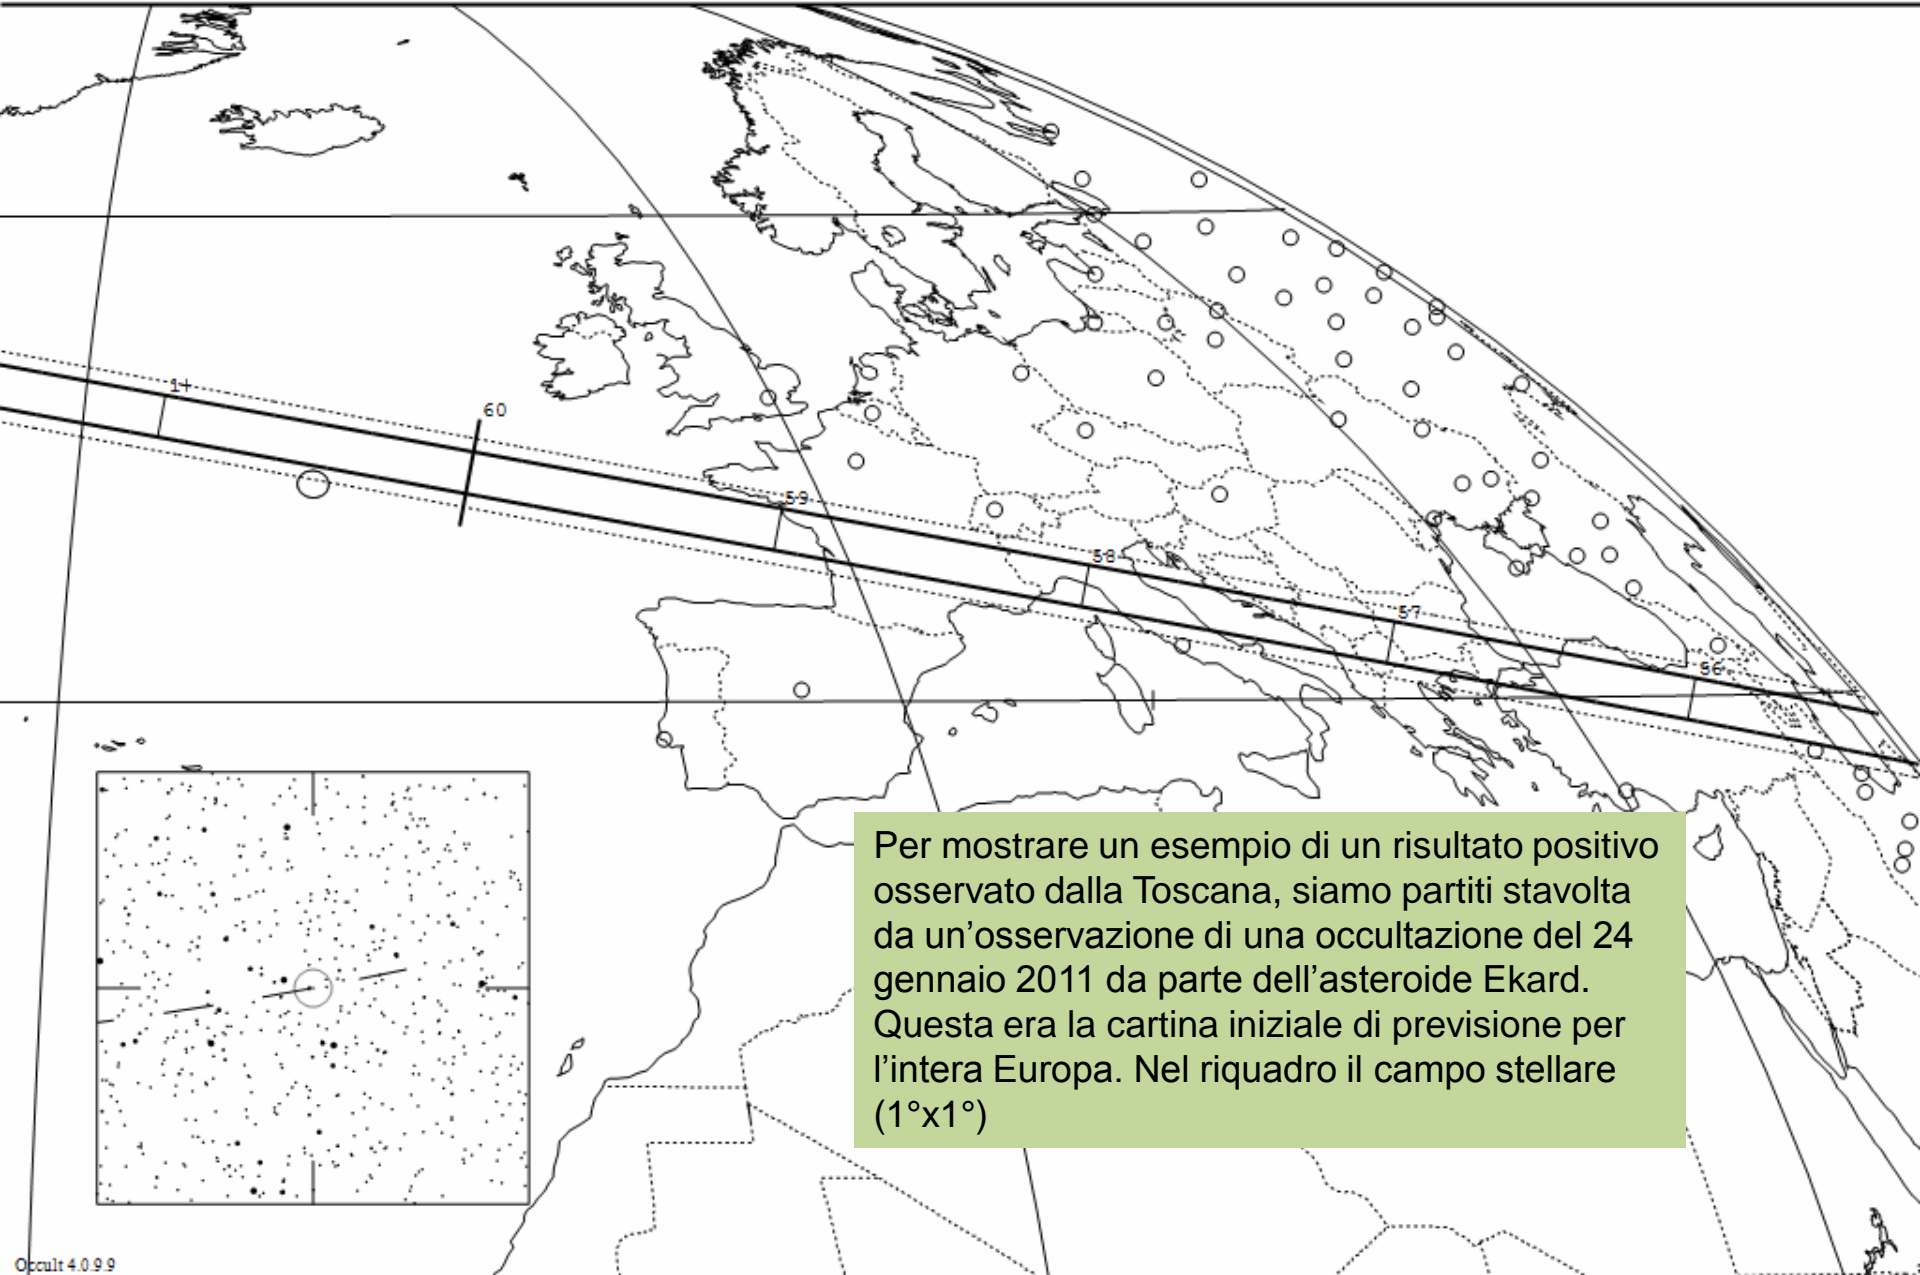 1+
60
59
58
57
56
Per mostrare un esempio di un risultato positivo
osservato dalla Toscana, siamo partiti stavolta
da un’osservazione di una occultazione del 24
gennaio 2011 da parte dell’asteroide Ekard.
Questa era la cartina iniziale di previsione per
l’intera Europa. Nel riquadro il campo stellare
(1°x1°)
Occult 4.0.9.9